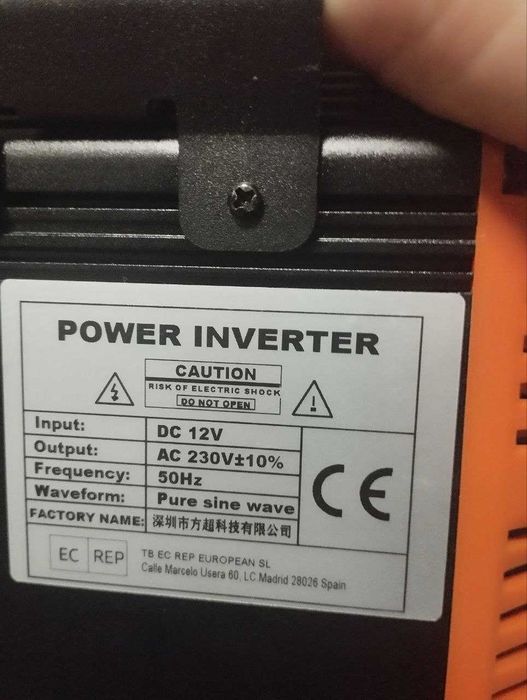 POWER INVERTER
CAUTION
RISK OF ELECTRIC SHOCK
DO NOT OPEN
Input: DC 12V
Output: AC 230V±10%
Frequency: 50Hz
Waveform: Pure sine wave
FACTORY NAME: 深圳市方超科技有限公司
CE
EC REP
TB EC REP EUROPEAN SL
Calle Marcelo Usera 60, LC Madrid 28026 Spain